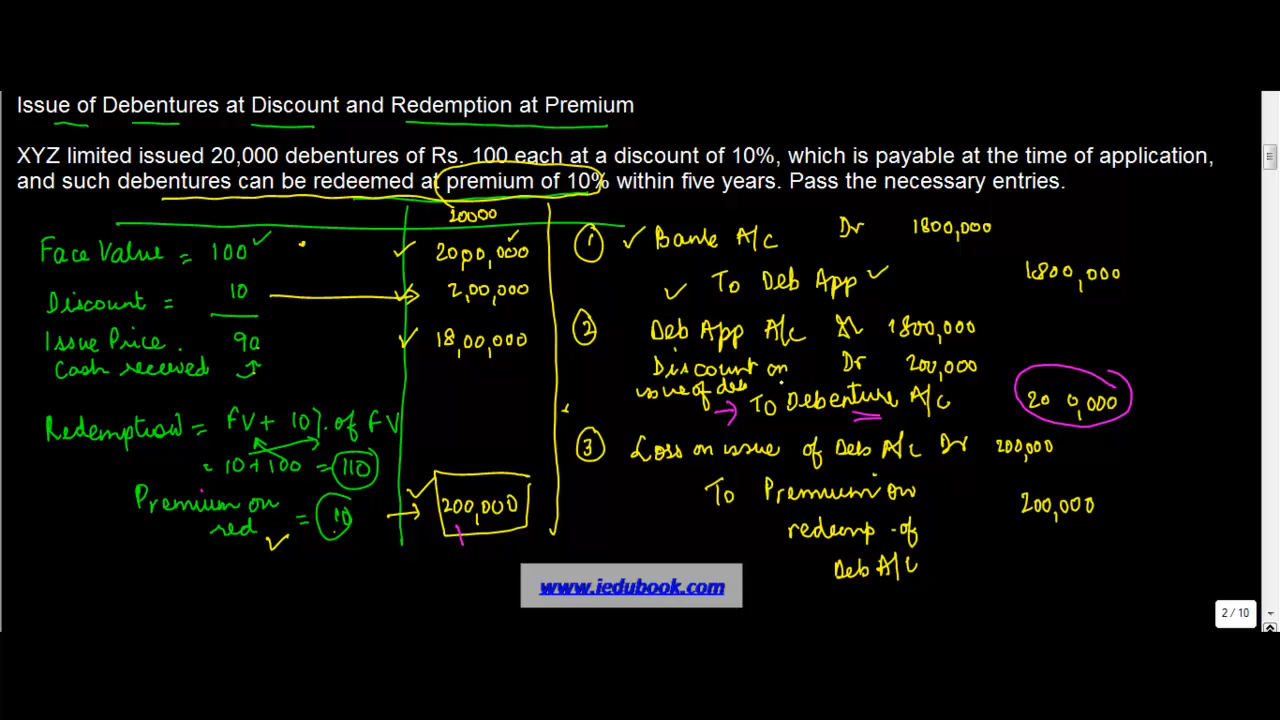 Issue of Debentures at Discount and Redemption at Premium
XYZ limited issued 20,000 debentures of Rs. 100 each at a discount of 10%, which is payable at the time of application,
and such debentures can be redeemed at premium of 10% within five years. Pass the necessary entries.
20000
Face Value = 100
2000,000
Discount = 10
2,00,000
Issue Price 90
Cash received
18,00,000
Redemption = FV + 10% of FV
= 10+100 = 110
Premium on red = 10
200,000
① Bank A/c Dr 1800,000
To Deb App 1800,000
② Deb App A/c Dr 1800,000
Discount on Dr 200,000
issue of deb
To Debenture A/c 20 0,000
③ Loss on issue of Deb A/c Dr 200,000
To Premium on 200,000
redemp. of
Deb A/c
www.iedubook.com
2 / 10